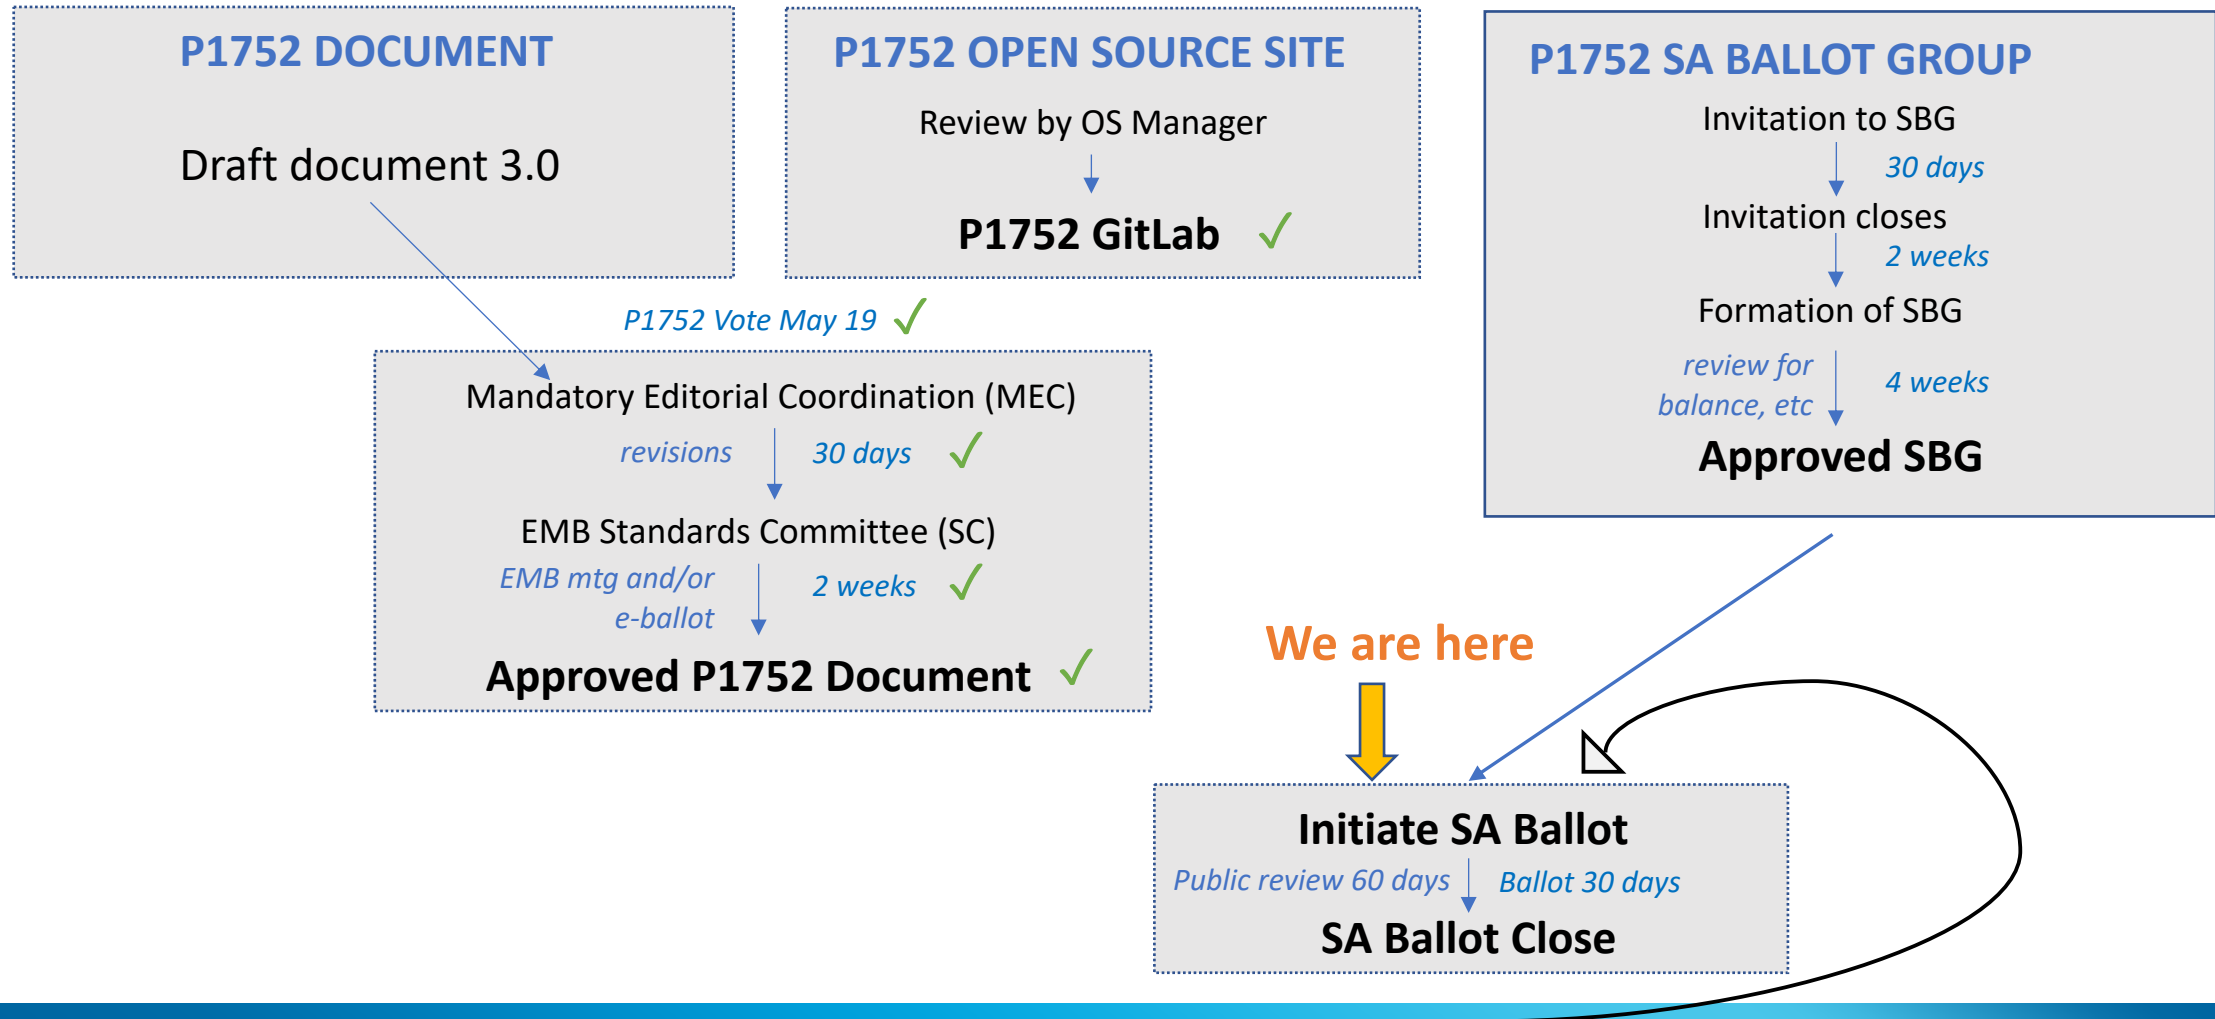 P1752 DOCUMENT
Draft document 3.0
P1752 OPEN SOURCE SITE
Review by OS Manager
P1752 GitLab ✓
P1752 SA BALLOT GROUP
Invitation to SBG
30 days
Invitation closes
2 weeks
Formation of SBG
review for
balance, etc
4 weeks
Approved SBG
P1752 Vote May 19 ✓
Mandatory Editorial Coordination (MEC)
revisions
30 days ✓
EMB Standards Committee (SC)
EMB mtg and/or
e-ballot
2 weeks ✓
Approved P1752 Document ✓
We are here
Initiate SA Ballot
Public review 60 days
Ballot 30 days
SA Ballot Close